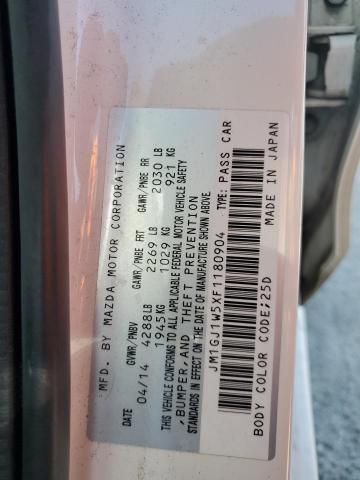 MFD. BY MAZDA MOTOR CORPORATION
DATE GVWR/PNBV GAWR/PNBE FRT GAWR/PNBE RR
04/14 4288LB 2269 LB 2030 LB
1945KG 1029 KG 921 KG
THIS VEHICLE CONFORMS TO ALL APPLICABLE FEDERAL MOTOR VEHICLE SAFETY
, BUMPER, AND THEFT PREVENTION
STANDARDS IN EFFECT ON THE DATE OF MANUFACTURE SHOWN ABOVE.
JM1GJ1W5XF1180904 TYPE: PASS CAR
BODY COLOR CODE:25D MADE IN JAPAN